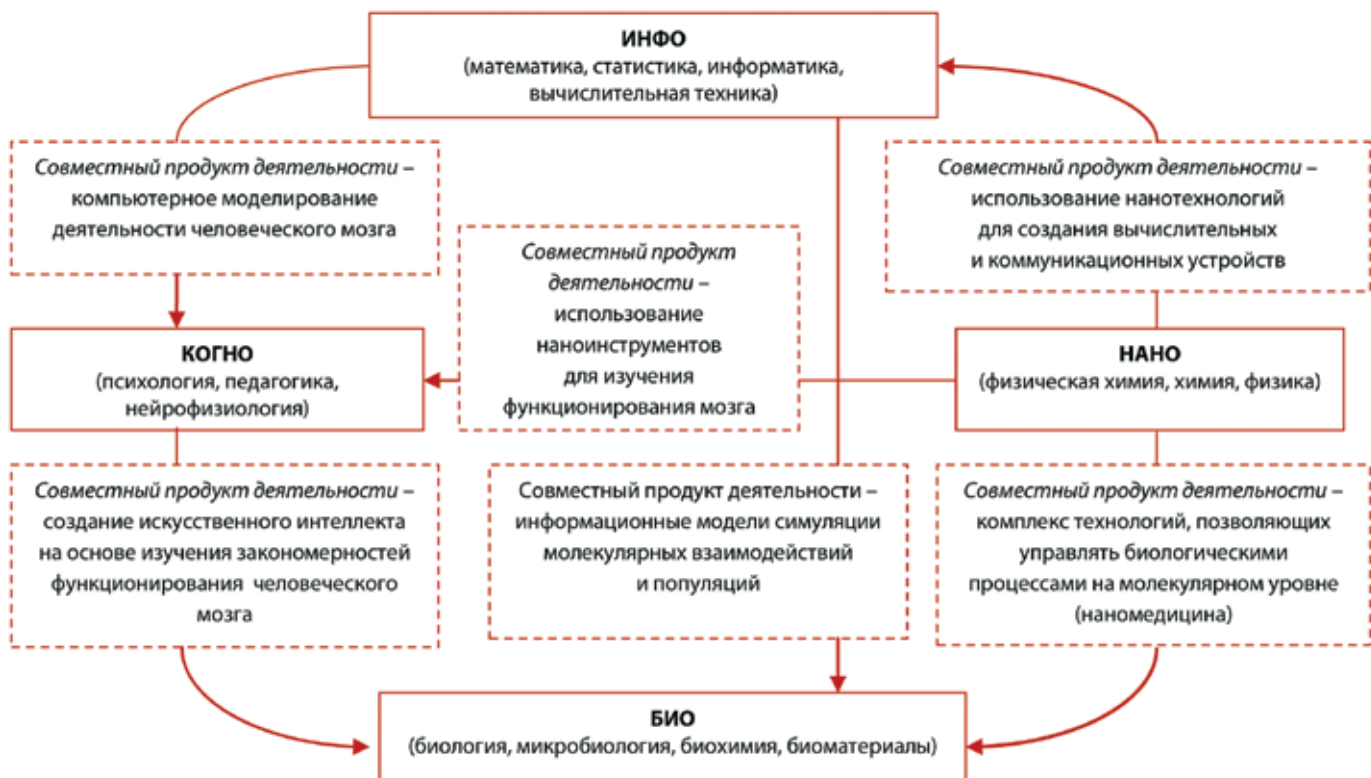 ИНФО
(математика, статистика, информатика,
вычислительная техника)
Совместный продукт деятельности –
компьютерное моделирование
деятельности человеческого мозга
Совместный продукт
деятельности –
использование
наноинструментов
для изучения
функционирования мозга
Совместный продукт деятельности –
использование нанотехнологий
для создания вычислительных
и коммуникационных устройств
КОГНО
(психология, педагогика,
нейрофизиология)
НАНО
(физическая химия, химия, физика)
Совместный продукт деятельности –
создание искусственного интеллекта
на основе изучения закономерностей
функционирования человеческого
мозга
Совместный продукт деятельности –
информационные модели симуляции
молекулярных взаимодействий
и популяций
Совместный продукт деятельности –
комплекс технологий, позволяющих
управлять биологическими
процессами на молекулярном уровне
(наномедицина)
БИО
(биология, микробиология, биохимия, биоматериалы)